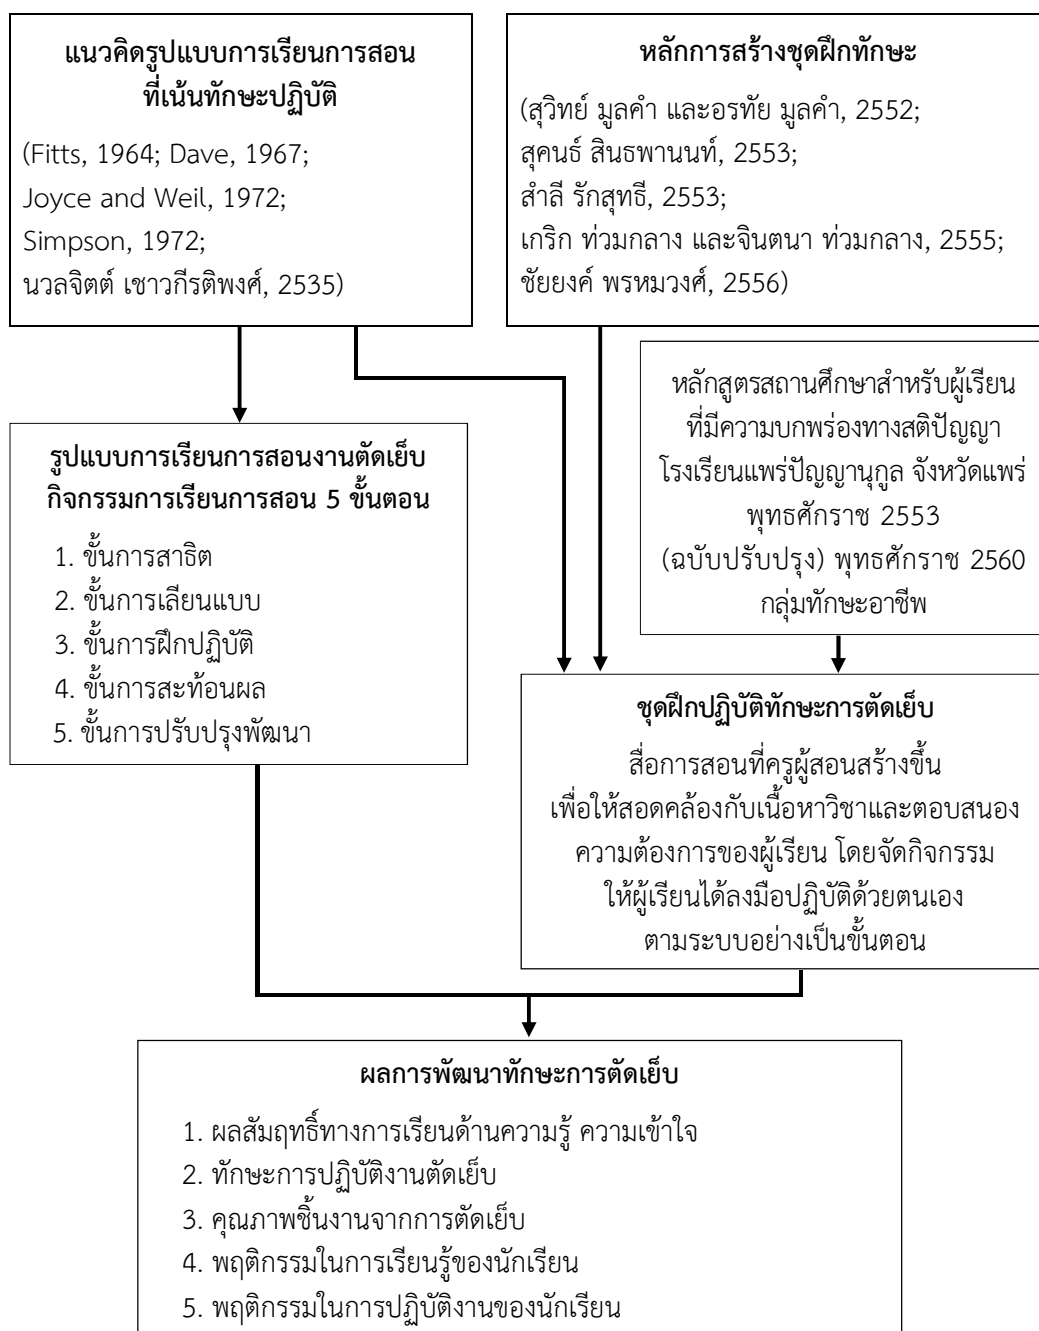 แนวคิดรูปแบบการเรียนการสอน
ที่เน้นทักษะปฏิบัติ
(Fitts, 1964; Dave, 1967;
Joyce and Weil, 1972;
Simpson, 1972;
นวลจิตต์ เชาวกีรติพงศ์, 2535)
หลักการสร้างชุดฝึกทักษะ
(สุวิทย์ มูลคำ และอรทัย มูลคำ, 2552;
สุคนธ์ สินธพานนท์, 2553;
สำลี รักสุทธี, 2553;
เกริก ท่วมกลาง และจินตนา ท่วมกลาง, 2555;
ชัยยงค์ พรหมวงศ์, 2556)
หลักสูตรสถานศึกษาสำหรับผู้เรียน
ที่มีความบกพร่องทางสติปัญญา
โรงเรียนแพร่ปัญญานุกูล จังหวัดแพร่
พุทธศักราช 2553
(ฉบับปรับปรุง) พุทธศักราช 2560
กลุ่มทักษะอาชีพ
รูปแบบการเรียนการสอนงานตัดเย็บ
กิจกรรมการเรียนการสอน 5 ขั้นตอน
1. ขั้นการสาธิต
2. ขั้นการเลียนแบบ
3. ขั้นการฝึกปฏิบัติ
4. ขั้นการสะท้อนผล
5. ขั้นการปรับปรุงพัฒนา
ชุดฝึกปฏิบัติทักษะการตัดเย็บ
สื่อการสอนที่ครูผู้สอนสร้างขึ้น
เพื่อให้สอดคล้องกับเนื้อหาวิชาและตอบสนอง
ความต้องการของผู้เรียน โดยจัดกิจกรรม
ให้ผู้เรียนได้ลงมือปฏิบัติด้วยตนเอง
ตามระบบอย่างเป็นขั้นตอน
ผลการพัฒนาทักษะการตัดเย็บ
1. ผลสัมฤทธิ์ทางการเรียนด้านความรู้ ความเข้าใจ
2. ทักษะการปฏิบัติงานตัดเย็บ
3. คุณภาพชิ้นงานจากการตัดเย็บ
4. พฤติกรรมในการเรียนรู้ของนักเรียน
5. พฤติกรรมในการปฏิบัติงานของนักเรียน